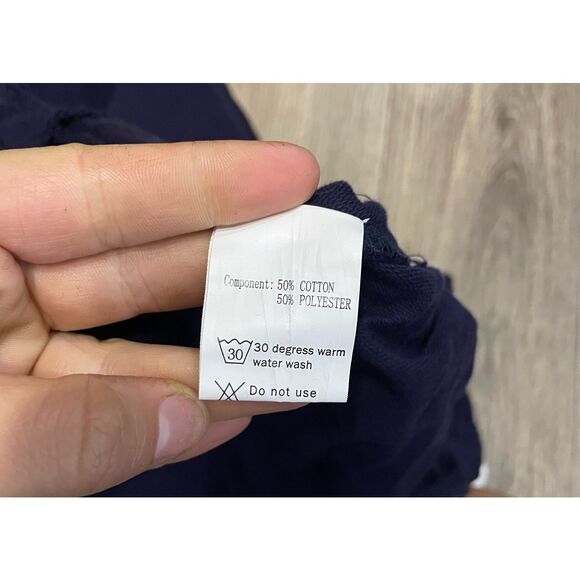 Component: 50% COTTON
50% POLYESTER
30 30 degress warm
water wash
Do not use